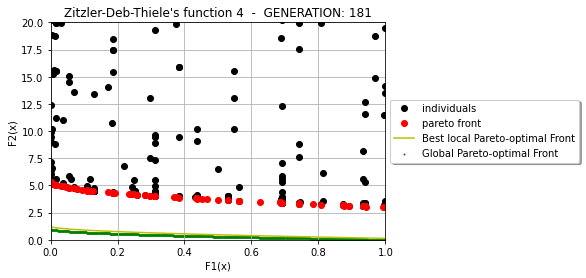 Zitzler-Deb-Thiele's function 4 - GENERATION: 181
20.0
17.5
15.0
12.5
10.0
7.5
5.0
2.5
0.0
F2(x)
0.0 0.2 0.4 0.6 0.8 1.0
F1(x)
individuals
pareto front
Best local Pareto-optimal Front
Global Pareto-optimal Front